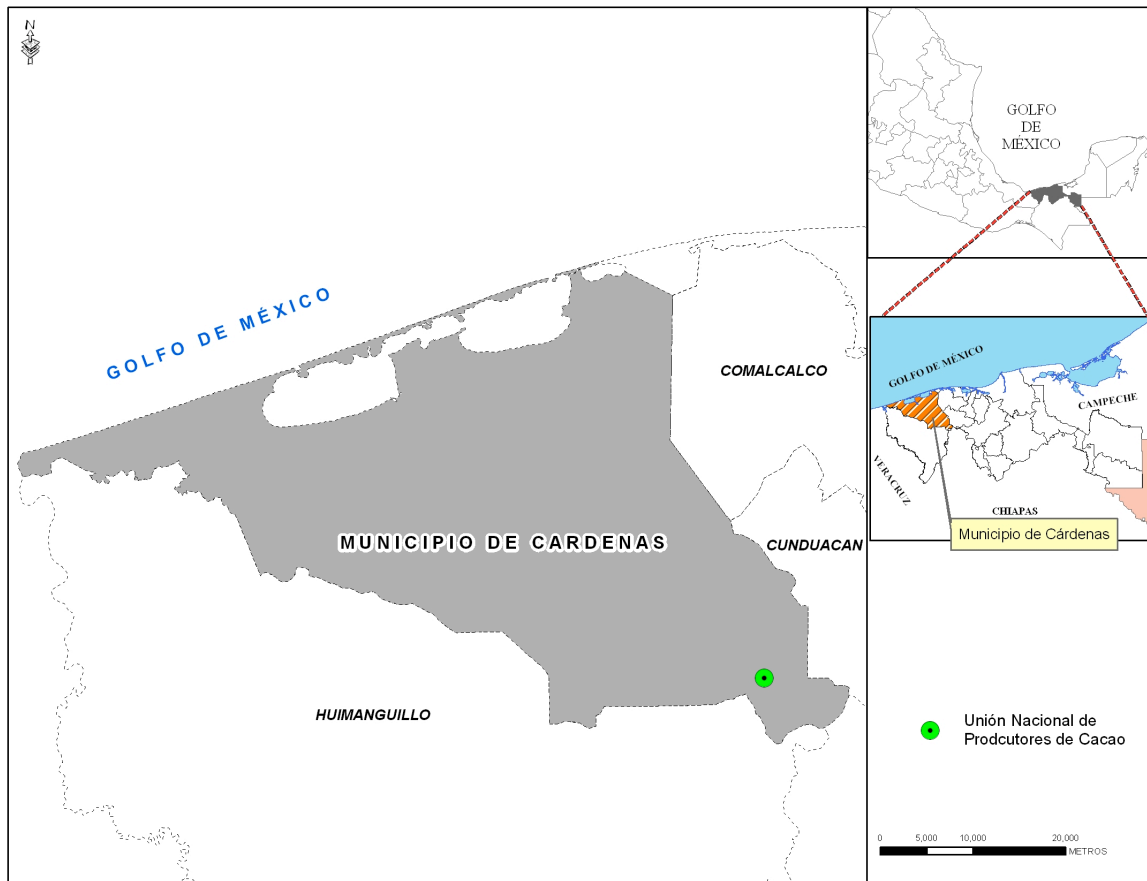 N
GOLFO DE MÉXICO
COMALCALCO
MUNICIPIO DE CARDENAS
CUNDUACAN
HUIMANGUILLO
GOLFO
DE
MÉXICO
GOLFO DE MÉXICO
CAMPECHE
VERACRUZ
CHIAPAS
Municipio de Cárdenas
Unión Nacional de
Prodcutores de Cacao
0 5,000 10,000 20,000
METROS